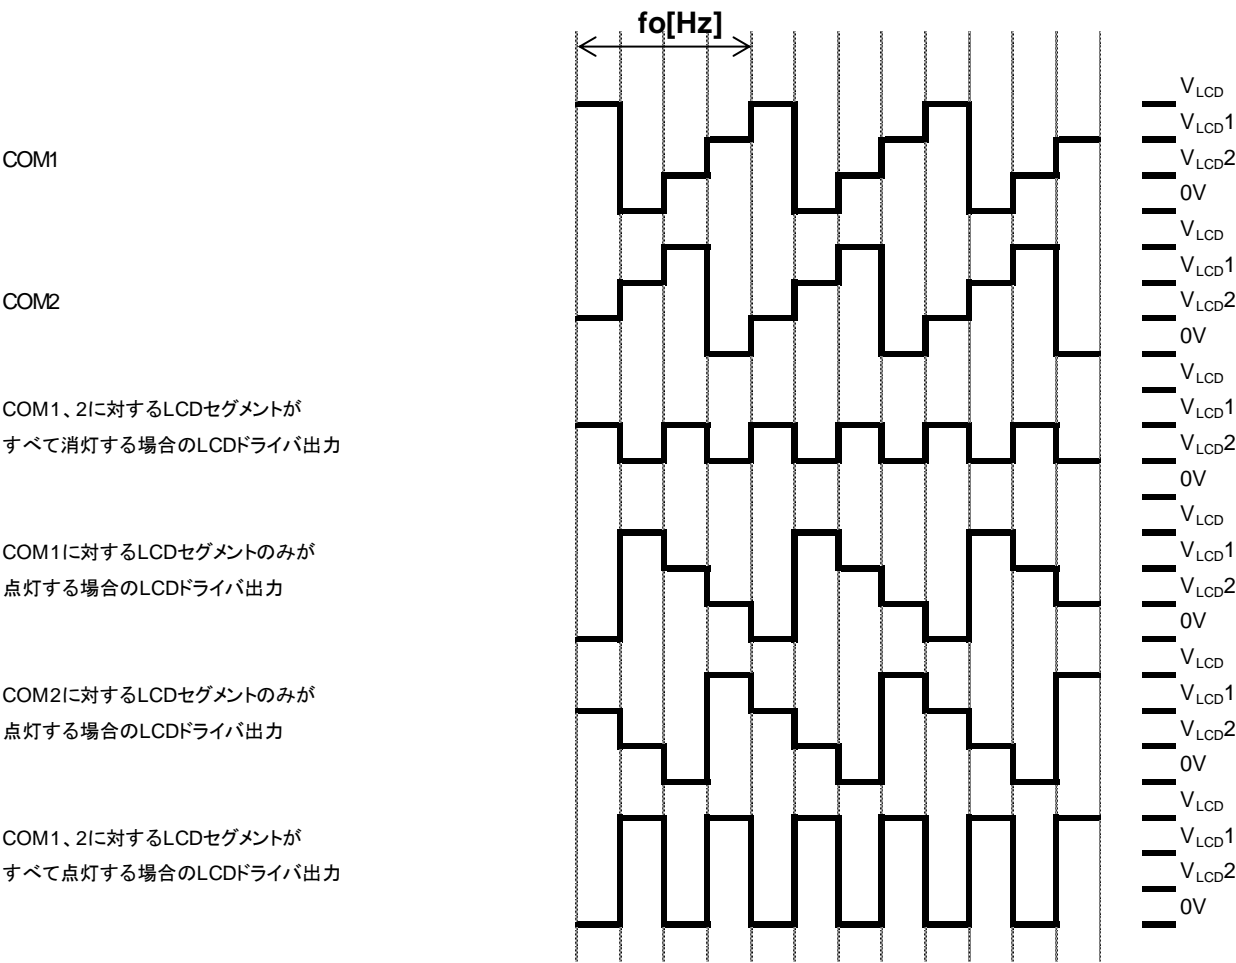 fo[Hz]
COM1
VLCD
VLCD1
VLCD2
0V
COM2
VLCD
VLCD1
VLCD2
0V
COM1、2に対するLCDセグメントが
すべて消灯する場合のLCDドライバ出力
VLCD
VLCD1
VLCD2
0V
COM1に対するLCDセグメントのみが
点灯する場合のLCDドライバ出力
VLCD
VLCD1
VLCD2
0V
COM2に対するLCDセグメントのみが
点灯する場合のLCDドライバ出力
VLCD
VLCD1
VLCD2
0V
COM1、2に対するLCDセグメントが
すべて点灯する場合のLCDドライバ出力
VLCD
VLCD1
VLCD2
0V